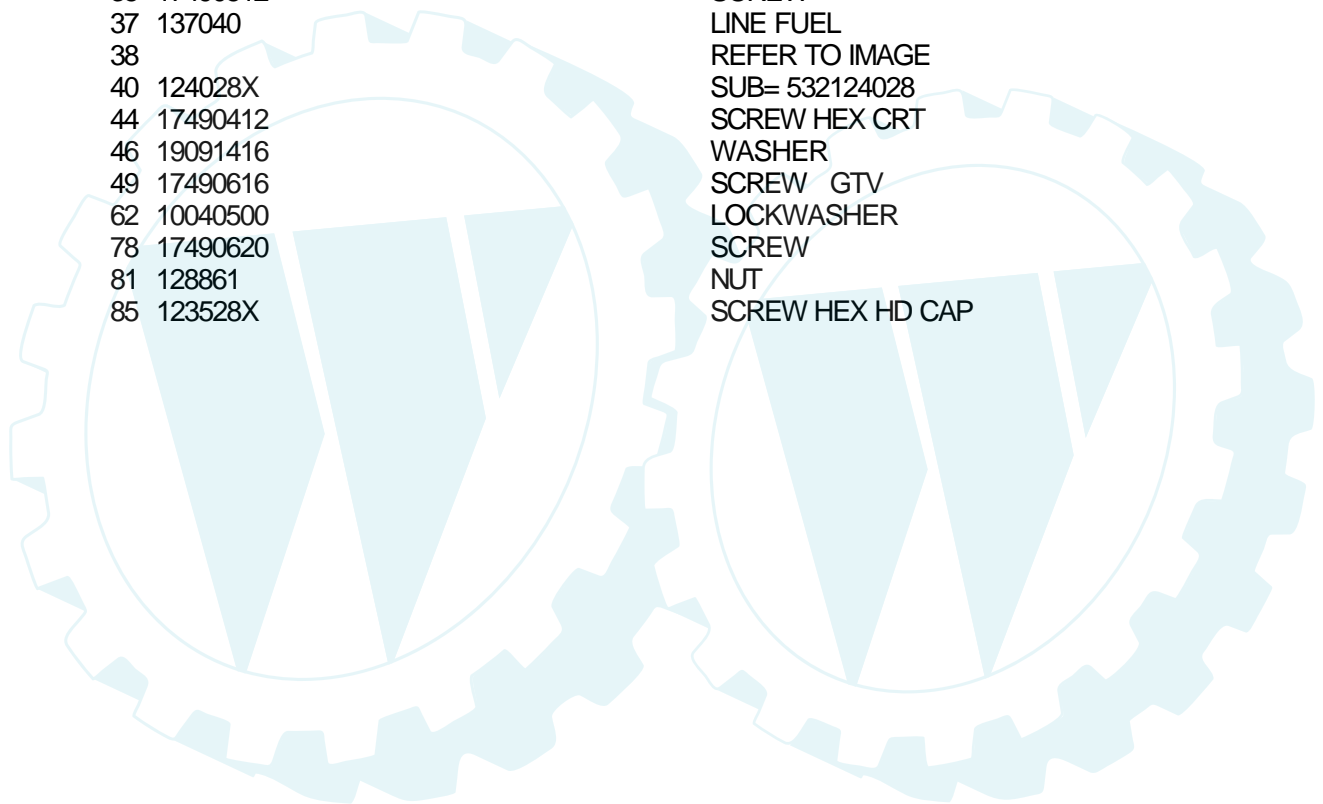 37 137040 LINE FUEL
38 REFER TO IMAGE
40 124028X SUB= 532124028
44 17490412 SCREW HEX CRT
46 19091416 WASHER
49 17490616 SCREW GTV
62 10040500 LOCKWASHER
78 17490620 SCREW
81 128861 NUT
85 123528X SCREW HEX HD CAP